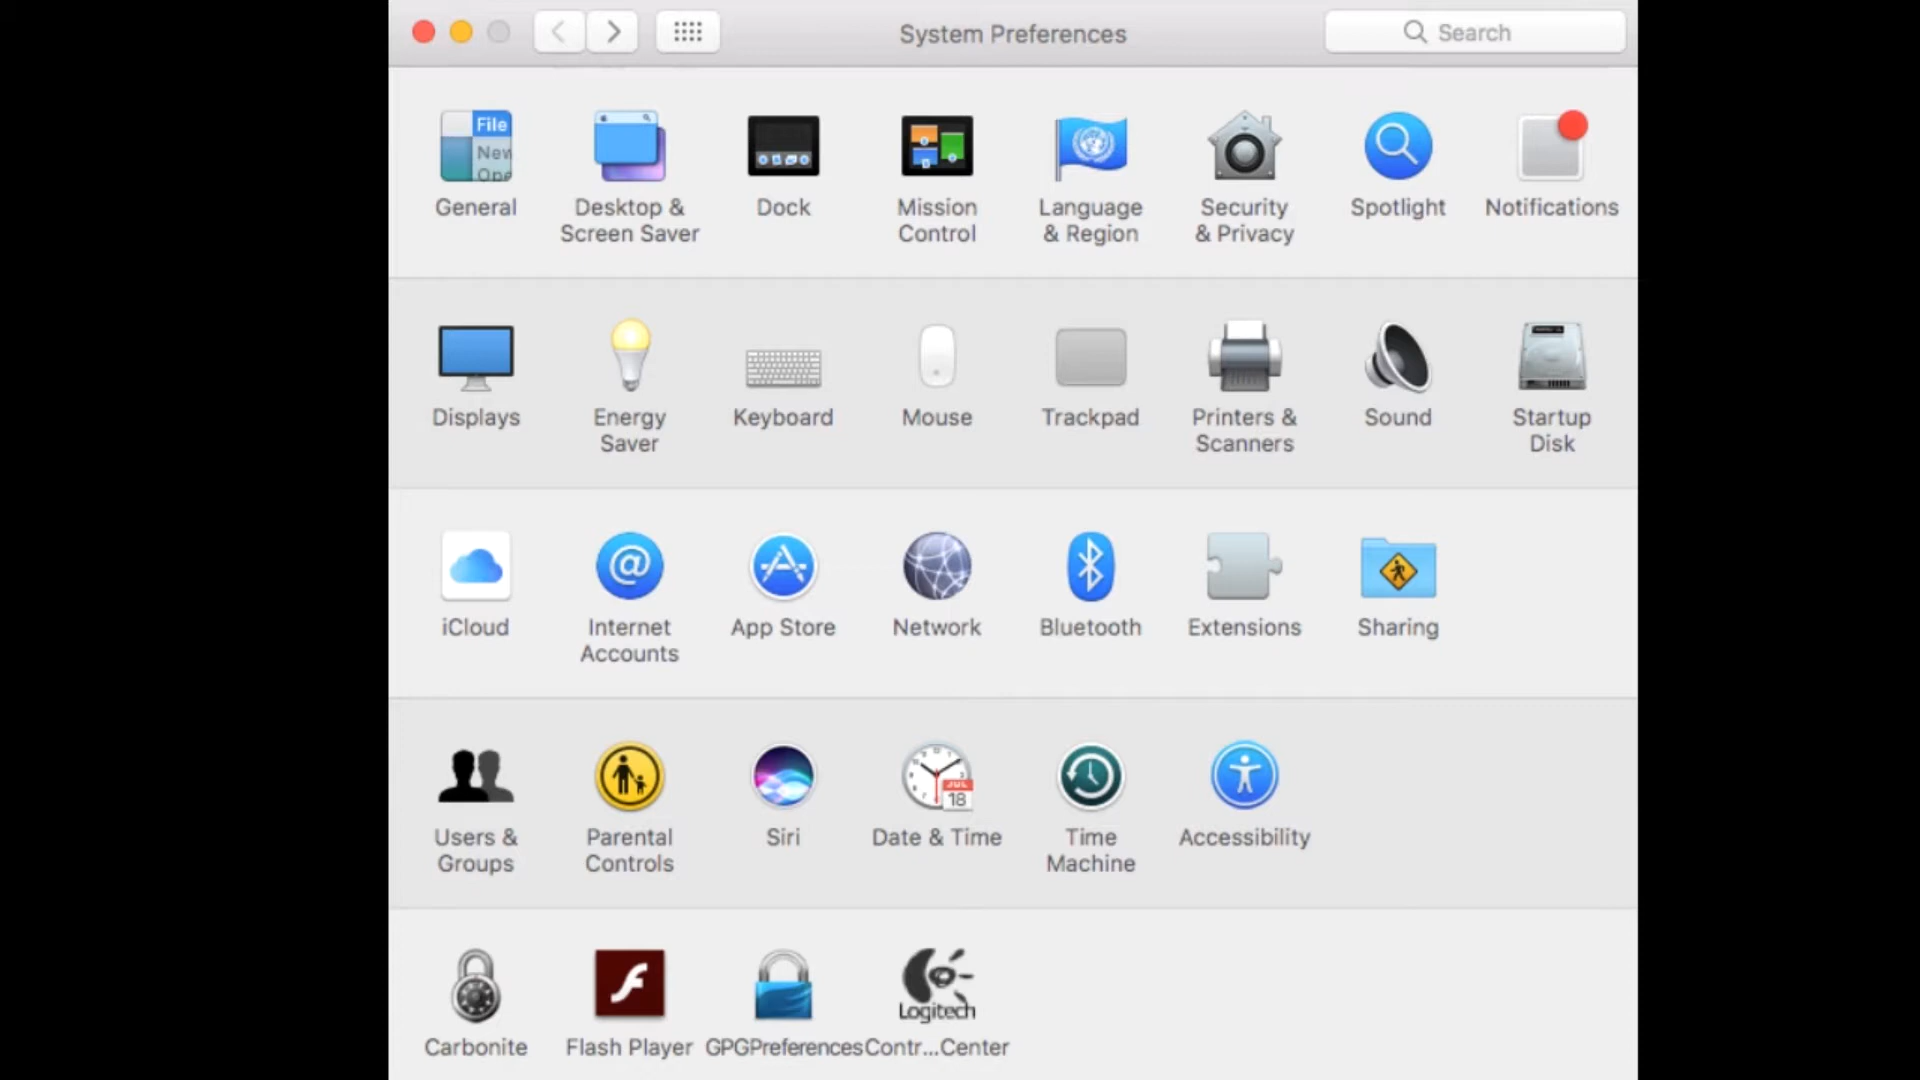 System Preferences
Search
File
New
Ope
General
Desktop &
Screen Saver
Dock
Mission
Control
Language
& Region
Security
& Privacy
Spotlight
Notifications
Displays
Energy
Saver
Keyboard
Mouse
Trackpad
Printers &
Scanners
Sound
Startup
Disk
@
iCloud
Internet
Accounts
App Store
Network
Bluetooth
Extensions
Sharing
JUL
18
Users &
Groups
Parental
Controls
Siri
Date & Time
Time
Machine
Accessibility
Logitech
Carbonite
Flash Player
GPGPreferences
Contr...Center